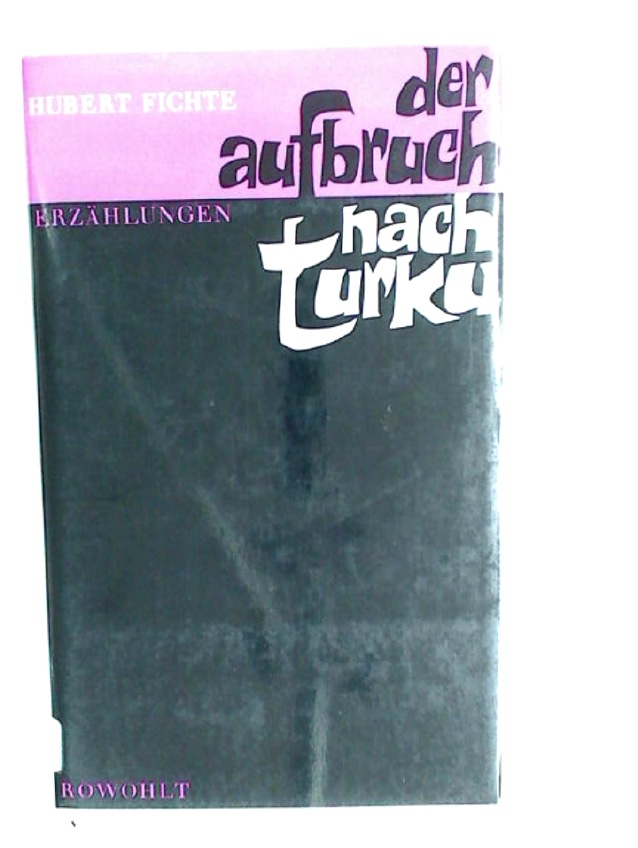 HUBERT FICHTE
der
aufbruch
ERZÄHLUNGEN
nach
turku
ROWOHLT